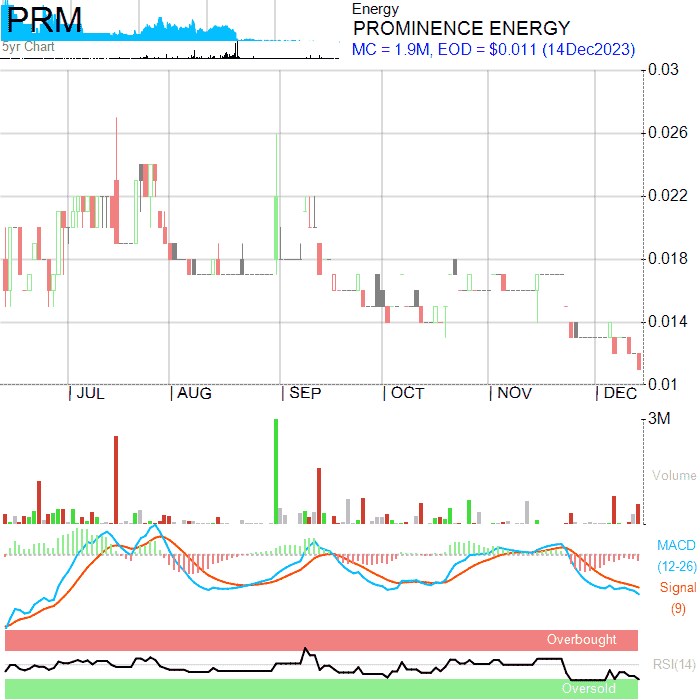 PRM
5yr Chart
Energy
PROMINENCE ENERGY
MC = 1.9M, EOD = $0.011 (14Dec2023)
0.03
0.026
0.022
0.018
0.014
0.01
JUL AUG SEP OCT NOV DEC
3M
Volume
MACD
(12-26)
Signal
(9)
Overbought
RSI(14)
Oversold